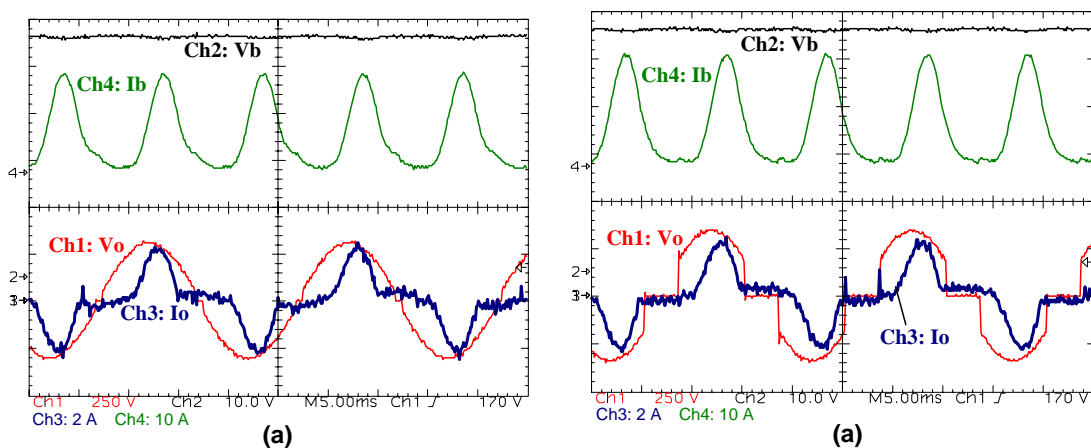 Ch2: Vb
Ch4: Ib
4
Ch1: Vo
2
3
Ch3: Io
Ch1 250 V Ch2 10.0 V M5.00ms Ch1 170 V
Ch3: 2 A Ch4: 10 A
(a)
Ch2: Vb
Ch4: Ib
4
Ch1: Vo
2
3
Ch3: Io
Ch1 250 V Ch2 10.0 V M5.00ms Ch1 170 V
Ch3: 2 A Ch4: 10 A
(a)